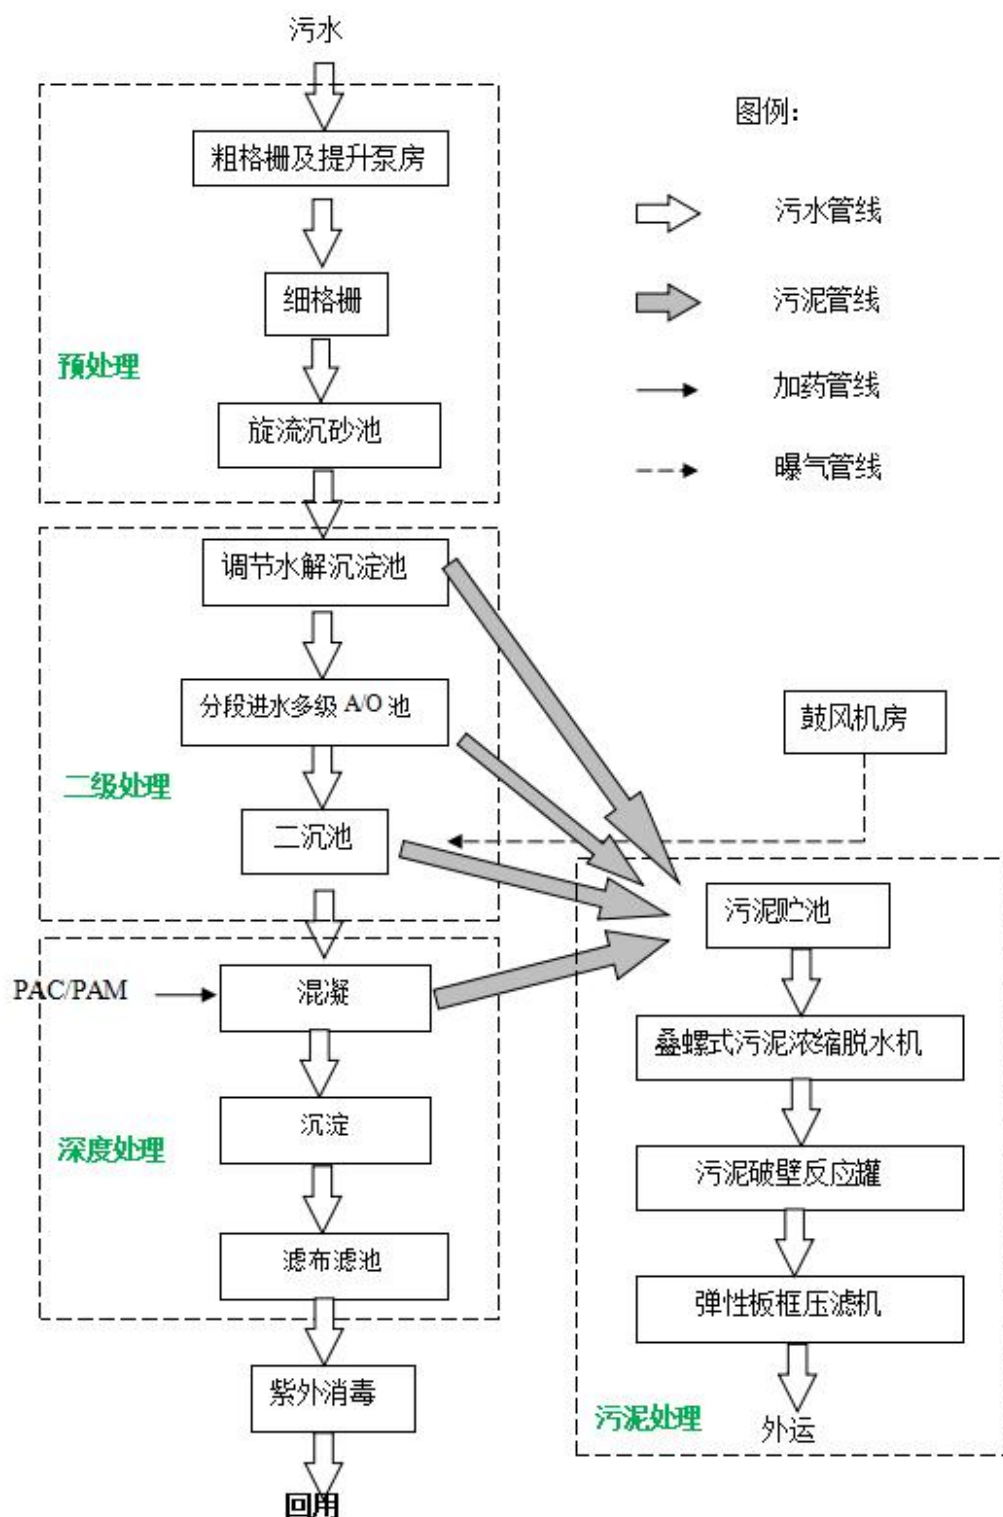 污水
粗格栅及提升泵房
细格栅
预处理
旋流沉砂池
调节水解沉淀池
分段进水多级 A/O 池
二级处理
二沉池
PAC/PAM
混凝
沉淀
深度处理
滤布滤池
紫外消毒
回用
图例：
污水管线
污泥管线
加药管线
曝气管线
鼓风机房
污泥贮池
叠螺式污泥浓缩脱水机
污泥破壁反应罐
弹性板框压滤机
污泥处理
外运